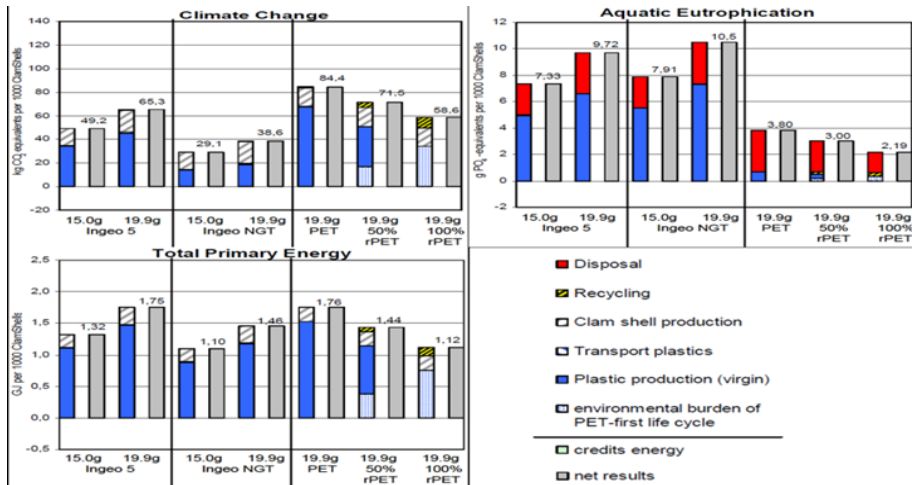 Climate Change
kg CO2-equivalents per 1000 ClamShells
140
120
100
80
60
40
20
0
-20
49,2
65,3
29,1
38,6
84,4
71,5
58,6
15.0g 19.9g 15.0g 19.9g 19.9g 19.9g 19.9g
Ingeo 5 Ingeo NGT PET 50% 100%
rPET rPET
Aquatic Eutrophication
g PO4-equivalents per 1000 ClamShells
12
10
8
6
4
2
0
-2
7,33
9,72
7,91
10,5
3,80
3,00
2,19
15.0g 19.9g 15.0g 19.9g 19.9g 19.9g 19.9g
Ingeo 5 Ingeo NGT PET 50% 100%
rPET rPET
Total Primary Energy
GJ per 1000 ClamShells
2,5
2,0
1,5
1,0
0,5
0,0
-0,5
1,32
1,75
1,10
1,46
1,76
1,44
1,12
15.0g 19.9g 15.0g 19.9g 19.9g 19.9g 19.9g
Ingeo 5 Ingeo NGT PET 50% 100%
rPET rPET
Disposal
Recycling
Clam shell production
Transport plastics
Plastic production (virgin)
environmental burden of
PET-first life cycle
credits energy
net results